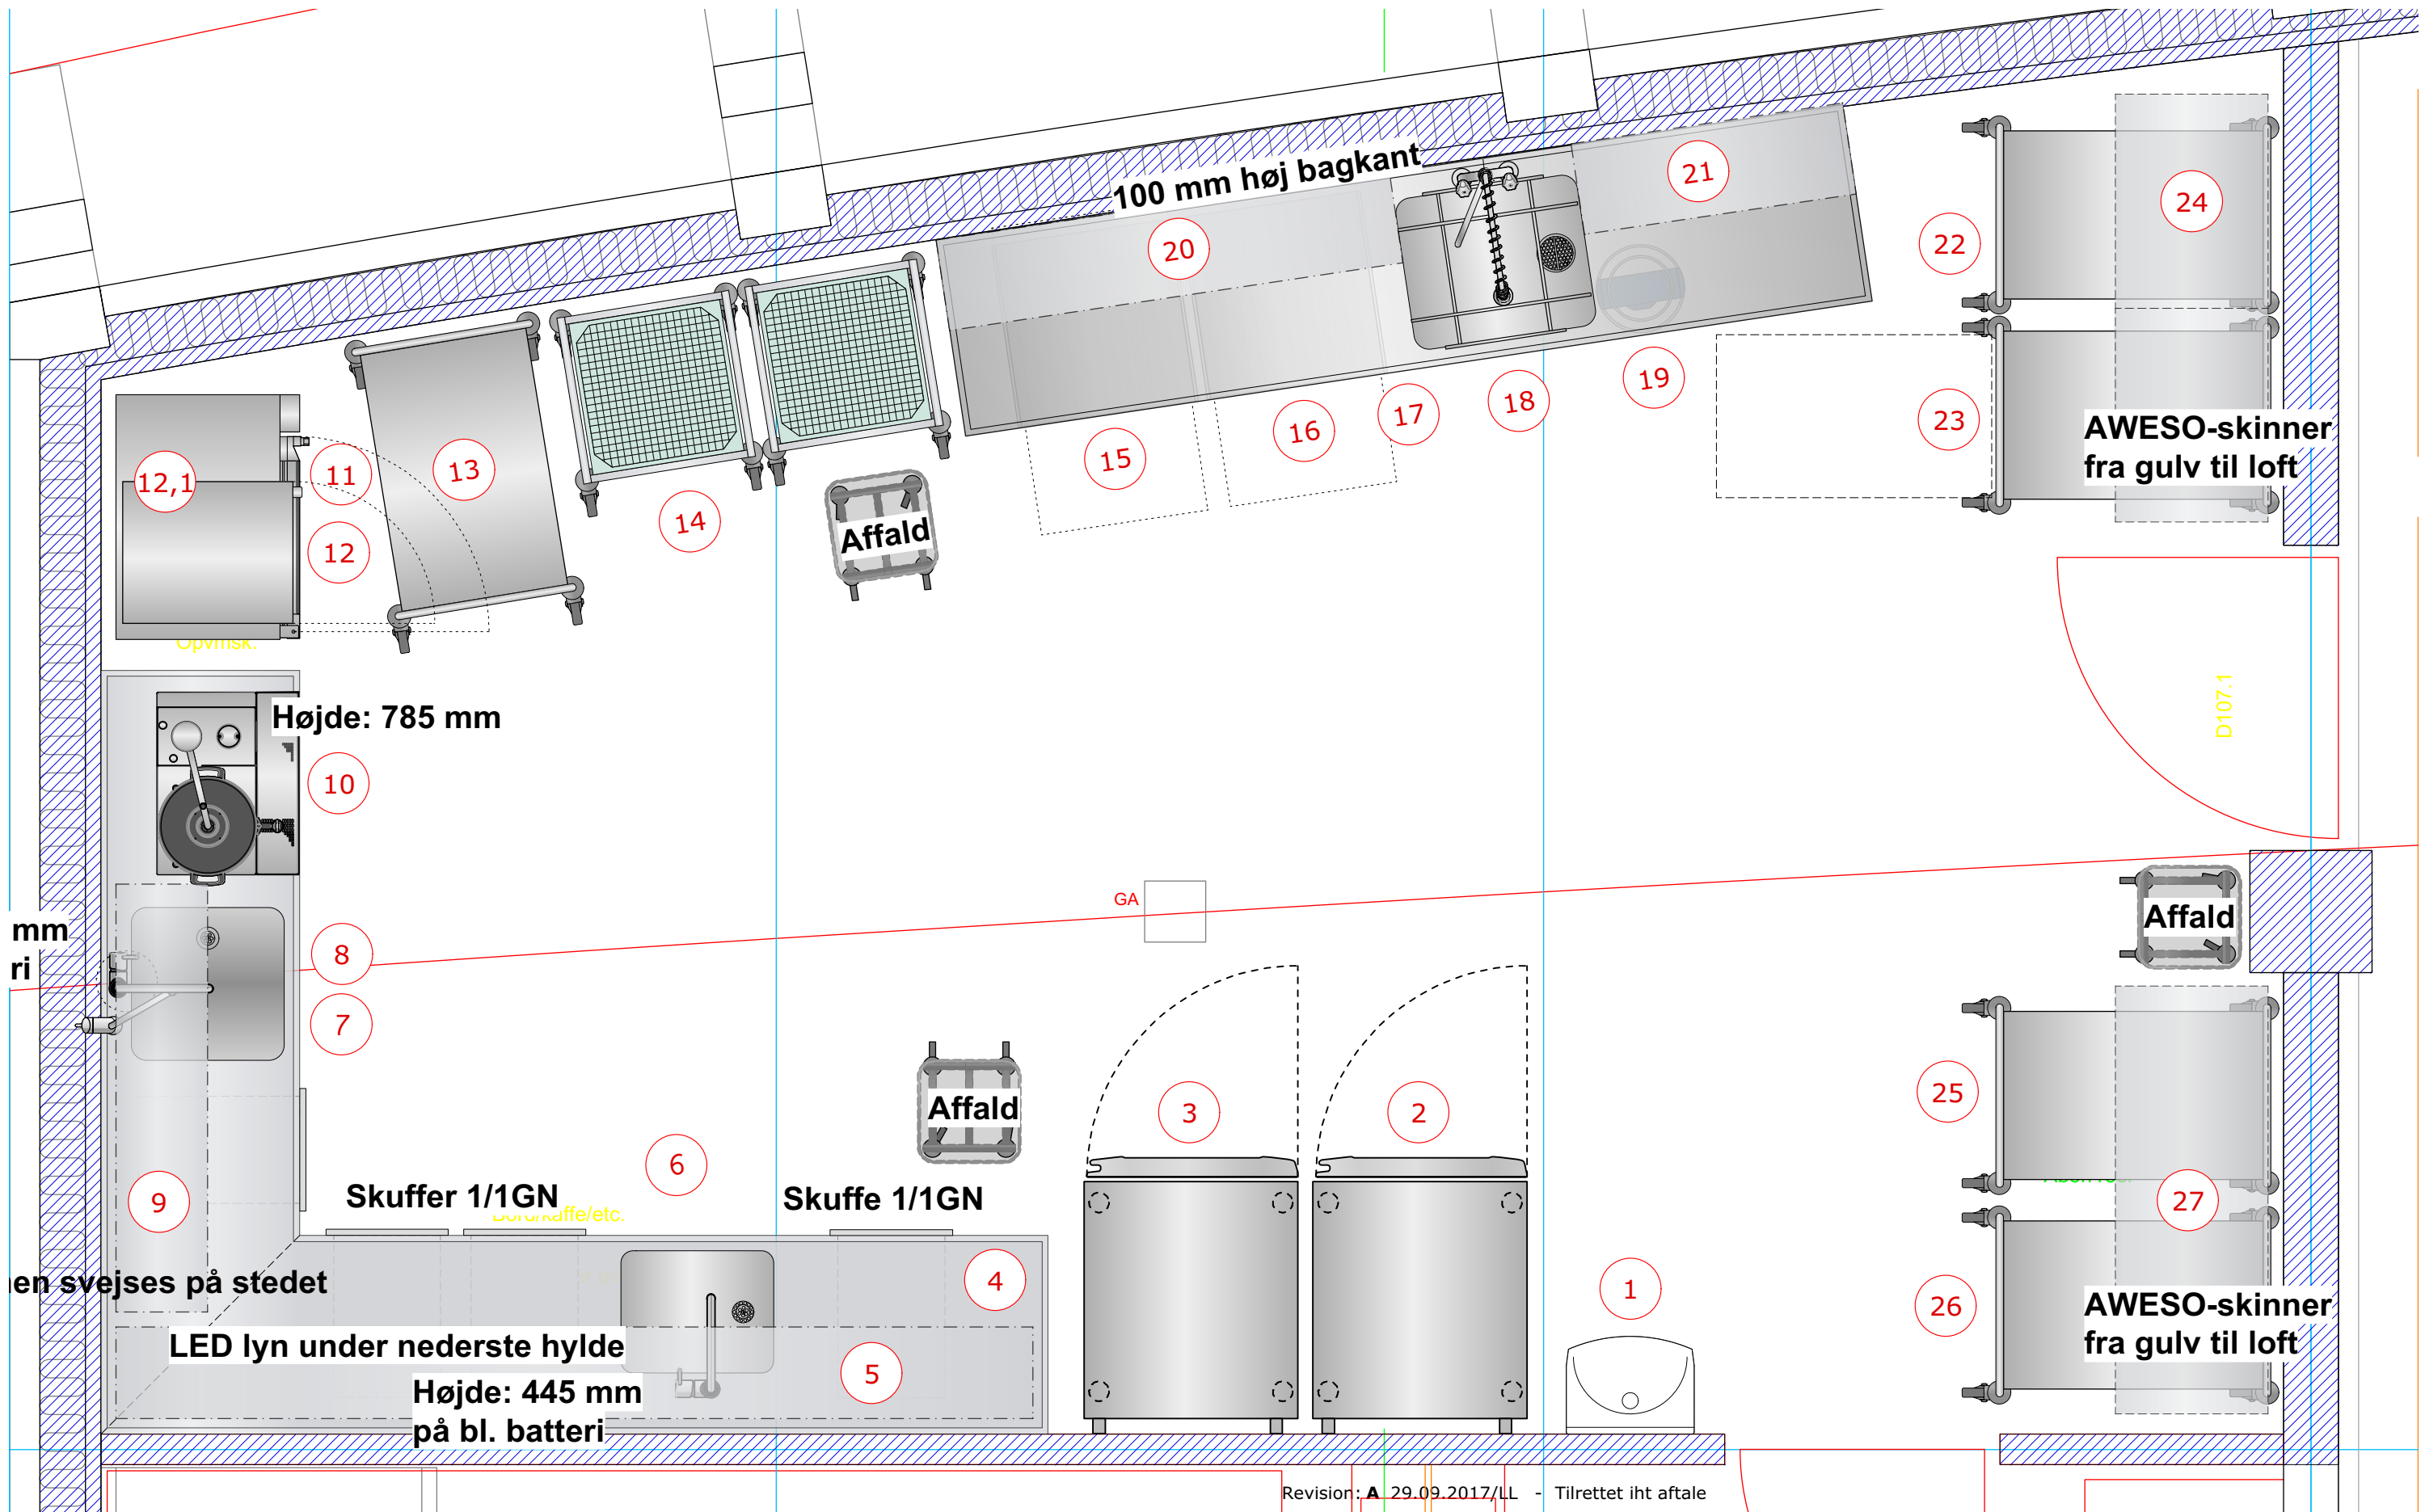 100 mm høj bagkant
21
24
20
22
12,1
11
13
14
15
16
17
18
19
23
AWESO-skinner
fra gulv til loft
12
Affald
Opvmsk.
Højde: 785 mm
D107.1
10
GA
Affald
mm
ri
8
7
25
3
2
Affald
6
9
Skuffer 1/1GN
Skuffe 1/1GN
27
4
1
26
svejses på stedet
AWESO-skinner
fra gulv til loft
LED lyn under nederste hylde
5
Højde: 445 mm
på bl. batteri
Revision: A 29.09.2017/LL - Tilrettet iht aftale